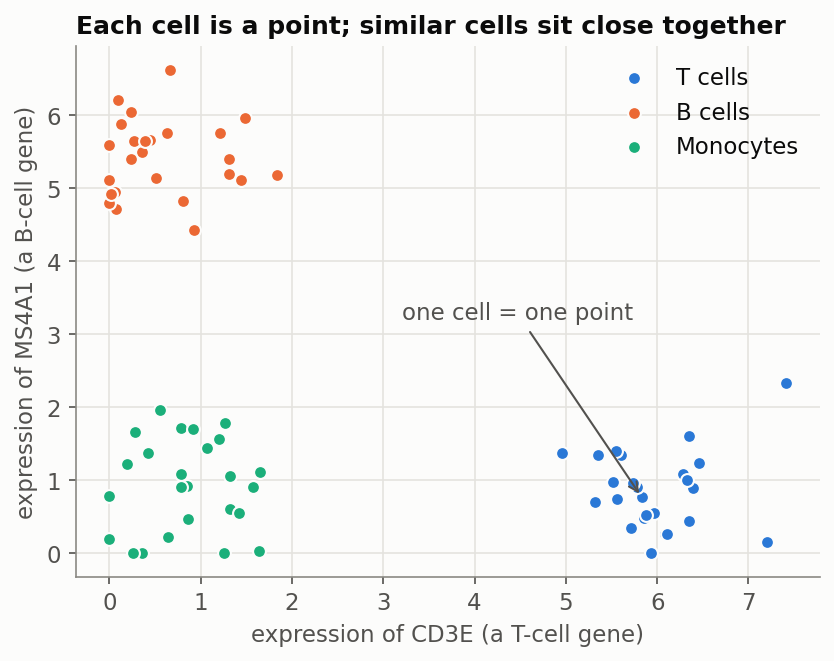 Each cell is a point; similar cells sit close together
T cells
B cells
Monocytes
one cell = one point
expression of MS4A1 (a B-cell gene)
6
5
4
3
2
1
0
0 1 2 3 4 5 6 7
expression of CD3E (a T-cell gene)